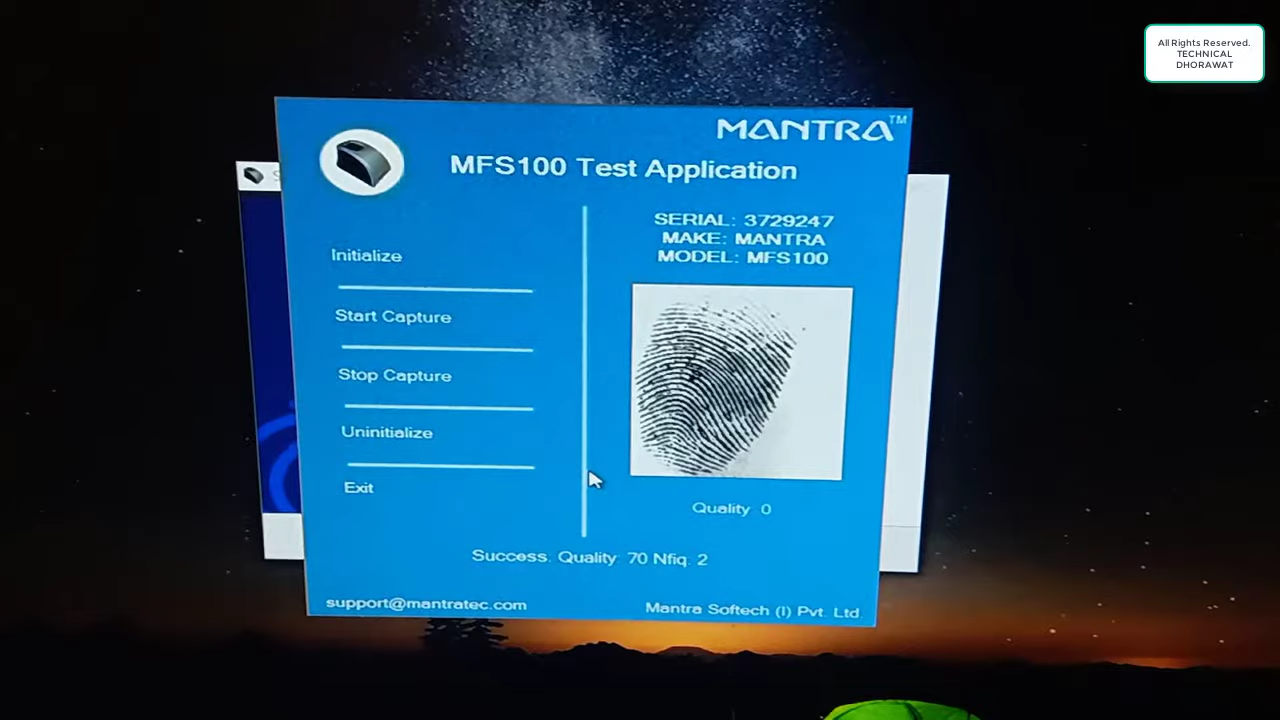 All Rights Reserved.
TECHNICAL
DHORAWAT
MANTRA™
MFS100 Test Application
SERIAL: 3729247
MAKE: MANTRA
MODEL: MFS100
Initialize
Start Capture
Stop Capture
Uninitialize
Exit
Quality 0
Success. Quality: 70 Nfiq: 2
support@mantratec.com
Mantra Softech (I) Pvt. Ltd.